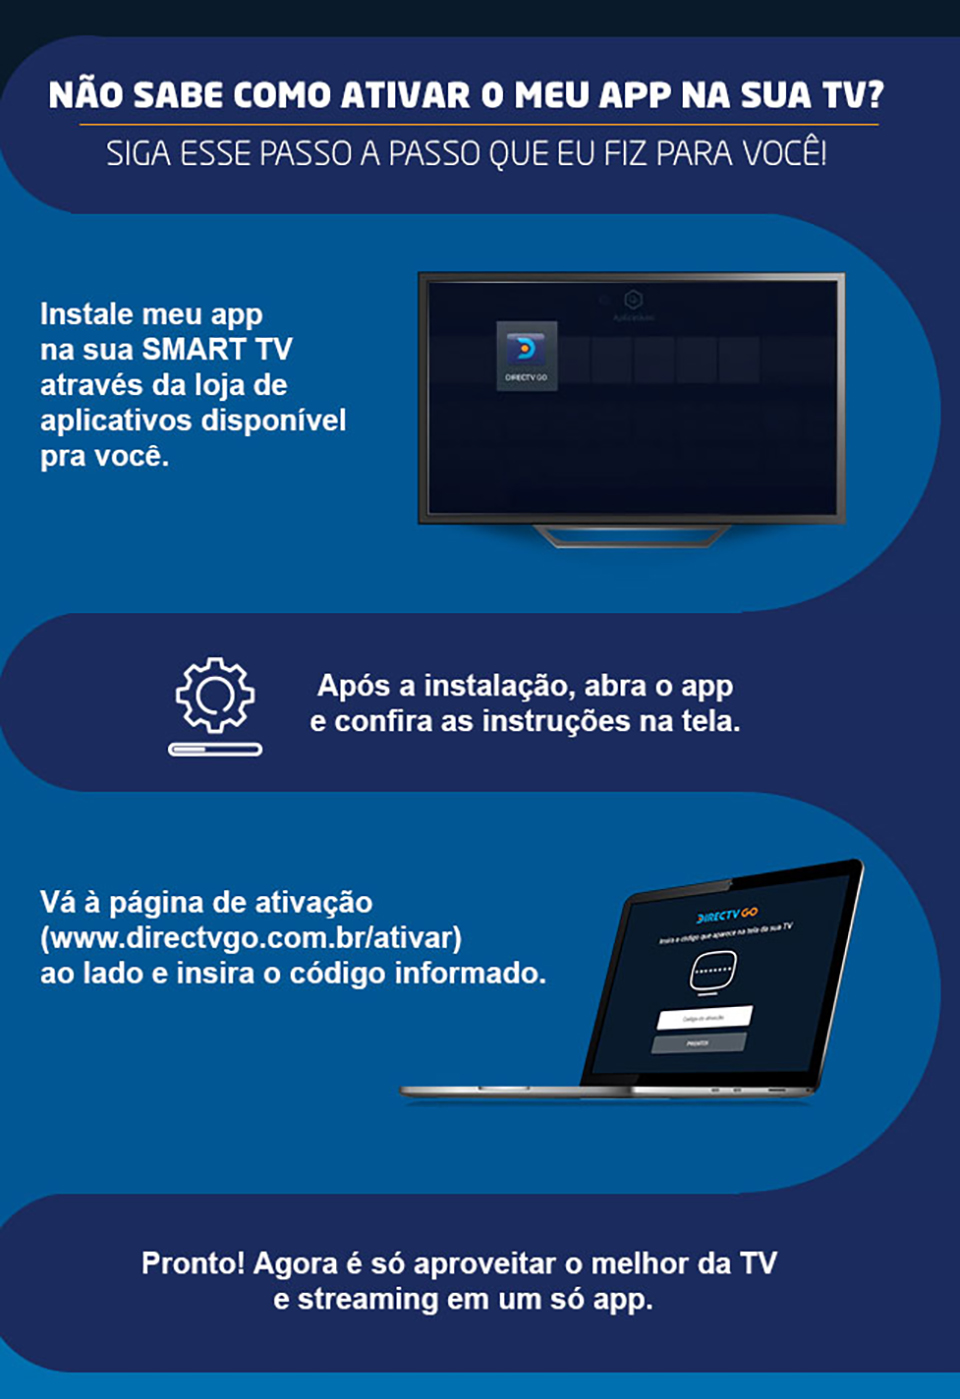 NÃO SABE COMO ATIVAR O MEU APP NA SUA TV?
SIGA ESSE PASSO A PASSO QUE EU FIZ PARA VOCÊ!
Instale meu app
na sua SMART TV
através da loja de
aplicativos disponível
pra você.
Aplicativos
DIRECTV GO
Após a instalação, abra o app
e confira as instruções na tela.
Vá à página de ativação
(www.directvgo.com.br/ativar)
ao lado e insira o código informado.
DIRECTV GO
Insira o código que aparece na tela da sua TV
Código de ativação
PRONTO!
Pronto! Agora é só aproveitar o melhor da TV
e streaming em um só app.